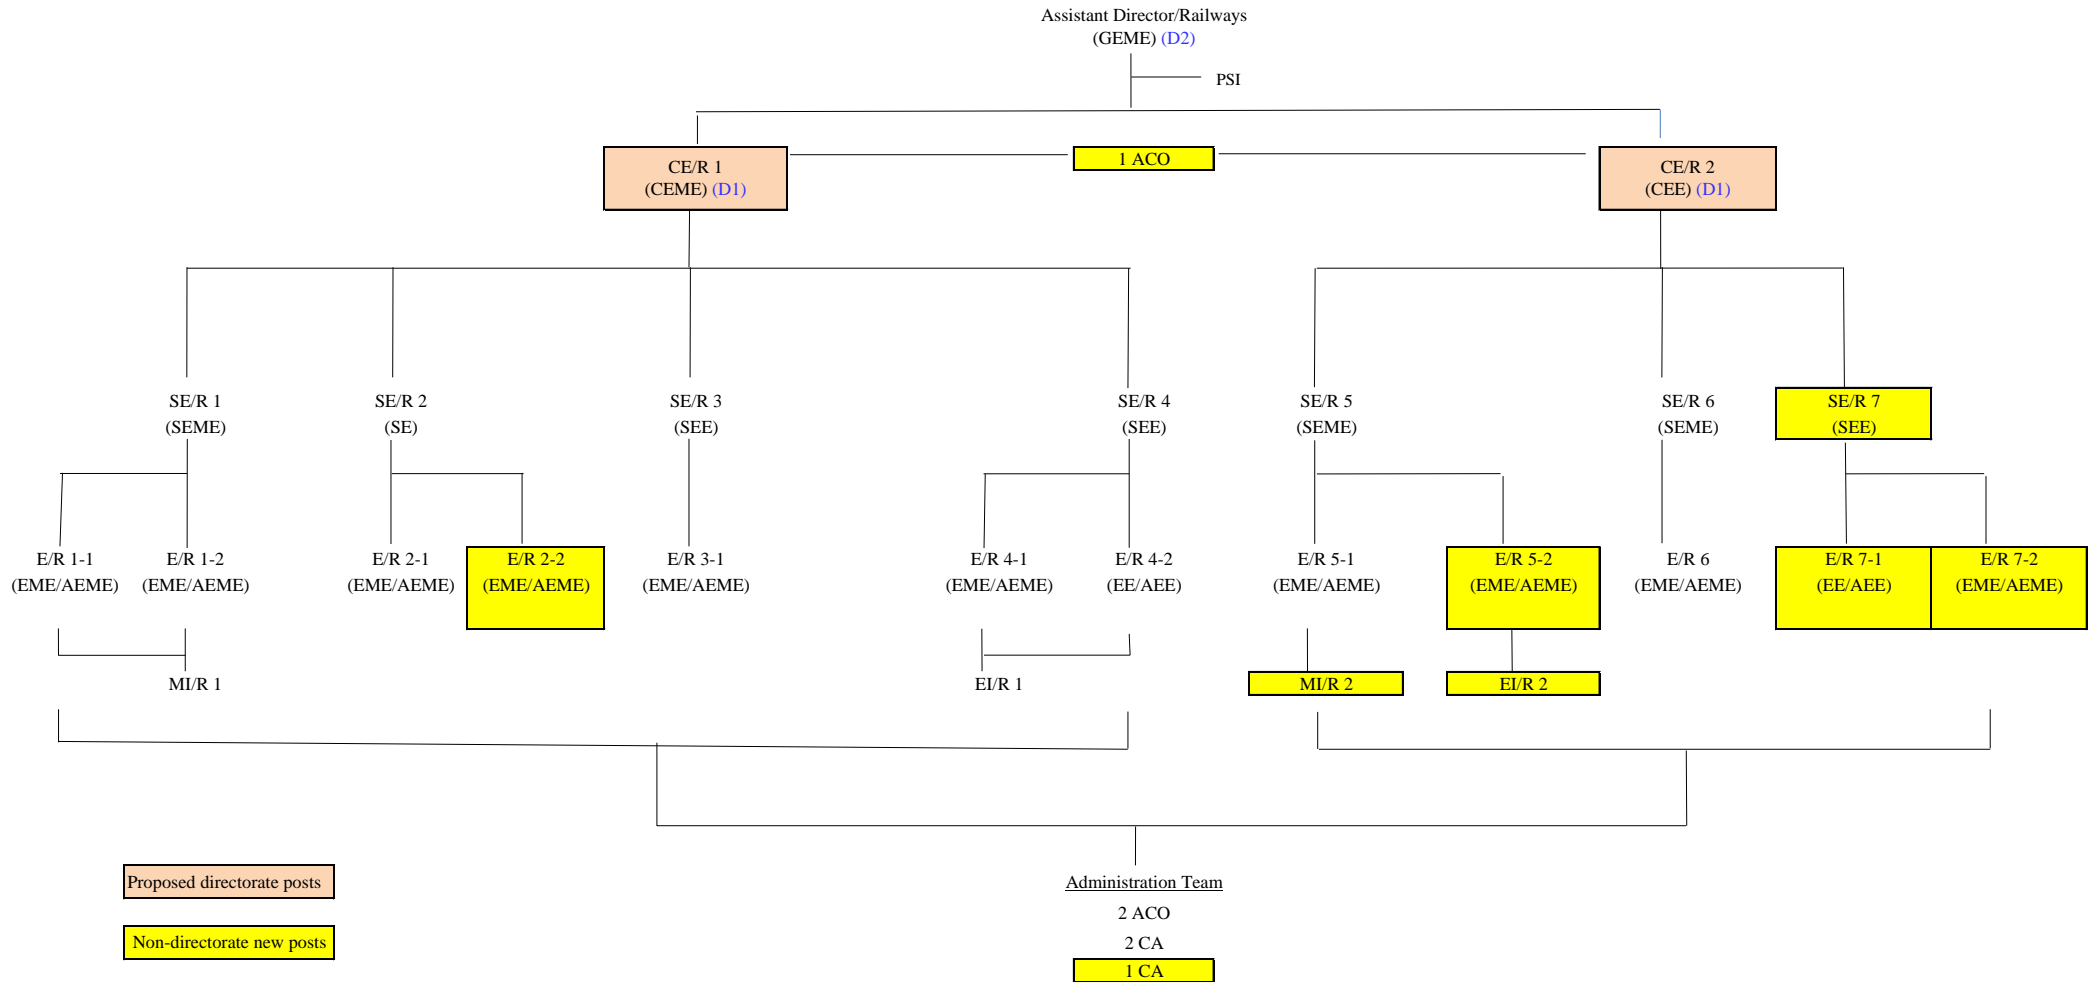 Assistant Director/Railways
(GEME) (D2)
PSI
CE/R 1
(CEME) (D1)
1 ACO
CE/R 2
(CEE) (D1)
SE/R 1
(SEME)
SE/R 2
(SE)
SE/R 3
(SEE)
SE/R 4
(SEE)
SE/R 5
(SEME)
SE/R 6
(SEME)
SE/R 7
(SEE)
E/R 1-1
(EME/AEME)
E/R 1-2
(EME/AEME)
E/R 2-1
(EME/AEME)
E/R 2-2
(EME/AEME)
E/R 3-1
(EME/AEME)
E/R 4-1
(EME/AEME)
E/R 4-2
(EE/AEE)
E/R 5-1
(EME/AEME)
E/R 5-2
(EME/AEME)
E/R 6
(EME/AEME)
E/R 7-1
(EE/AEE)
E/R 7-2
(EME/AEME)
MI/R 1
EI/R 1
MI/R 2
EI/R 2
Proposed directorate posts
Non-directorate new posts
Administration Team
2 ACO
2 CA
1 CA